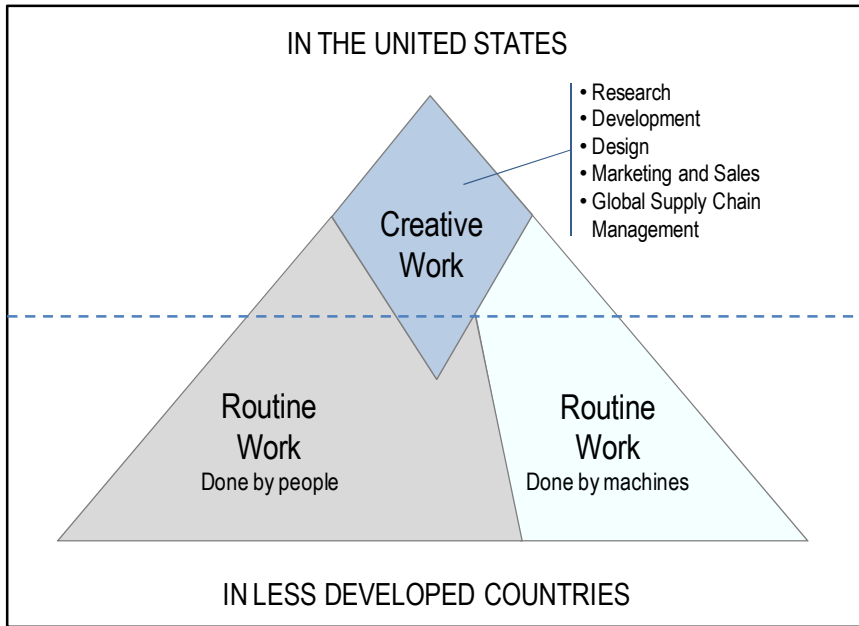 IN THE UNITED STATES
• Research
• Development
• Design
• Marketing and Sales
• Global Supply Chain
Management
Creative
Work
Routine
Work
Done by people
Routine
Work
Done by machines
IN LESS DEVELOPED COUNTRIES